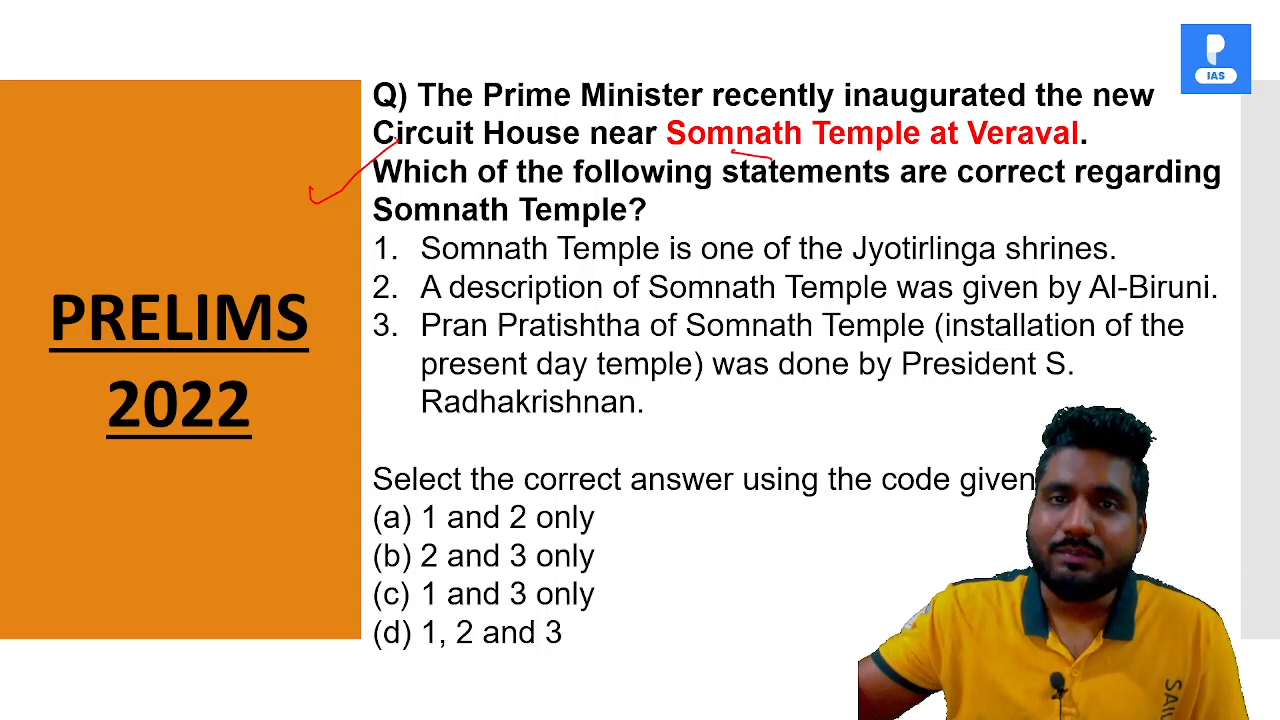 IAS
Q) The Prime Minister recently inaugurated the new
Circuit House near Somnath Temple at Veraval.
Which of the following statements are correct regarding
Somnath Temple?
1. Somnath Temple is one of the Jyotirlinga shrines.
2. A description of Somnath Temple was given by Al-Biruni.
3. Pran Pratishtha of Somnath Temple (installation of the
present day temple) was done by President S.
Radhakrishnan.
Select the correct answer using the code given
(a) 1 and 2 only
(b) 2 and 3 only
(c) 1 and 3 only
(d) 1, 2 and 3
PRELIMS
2022